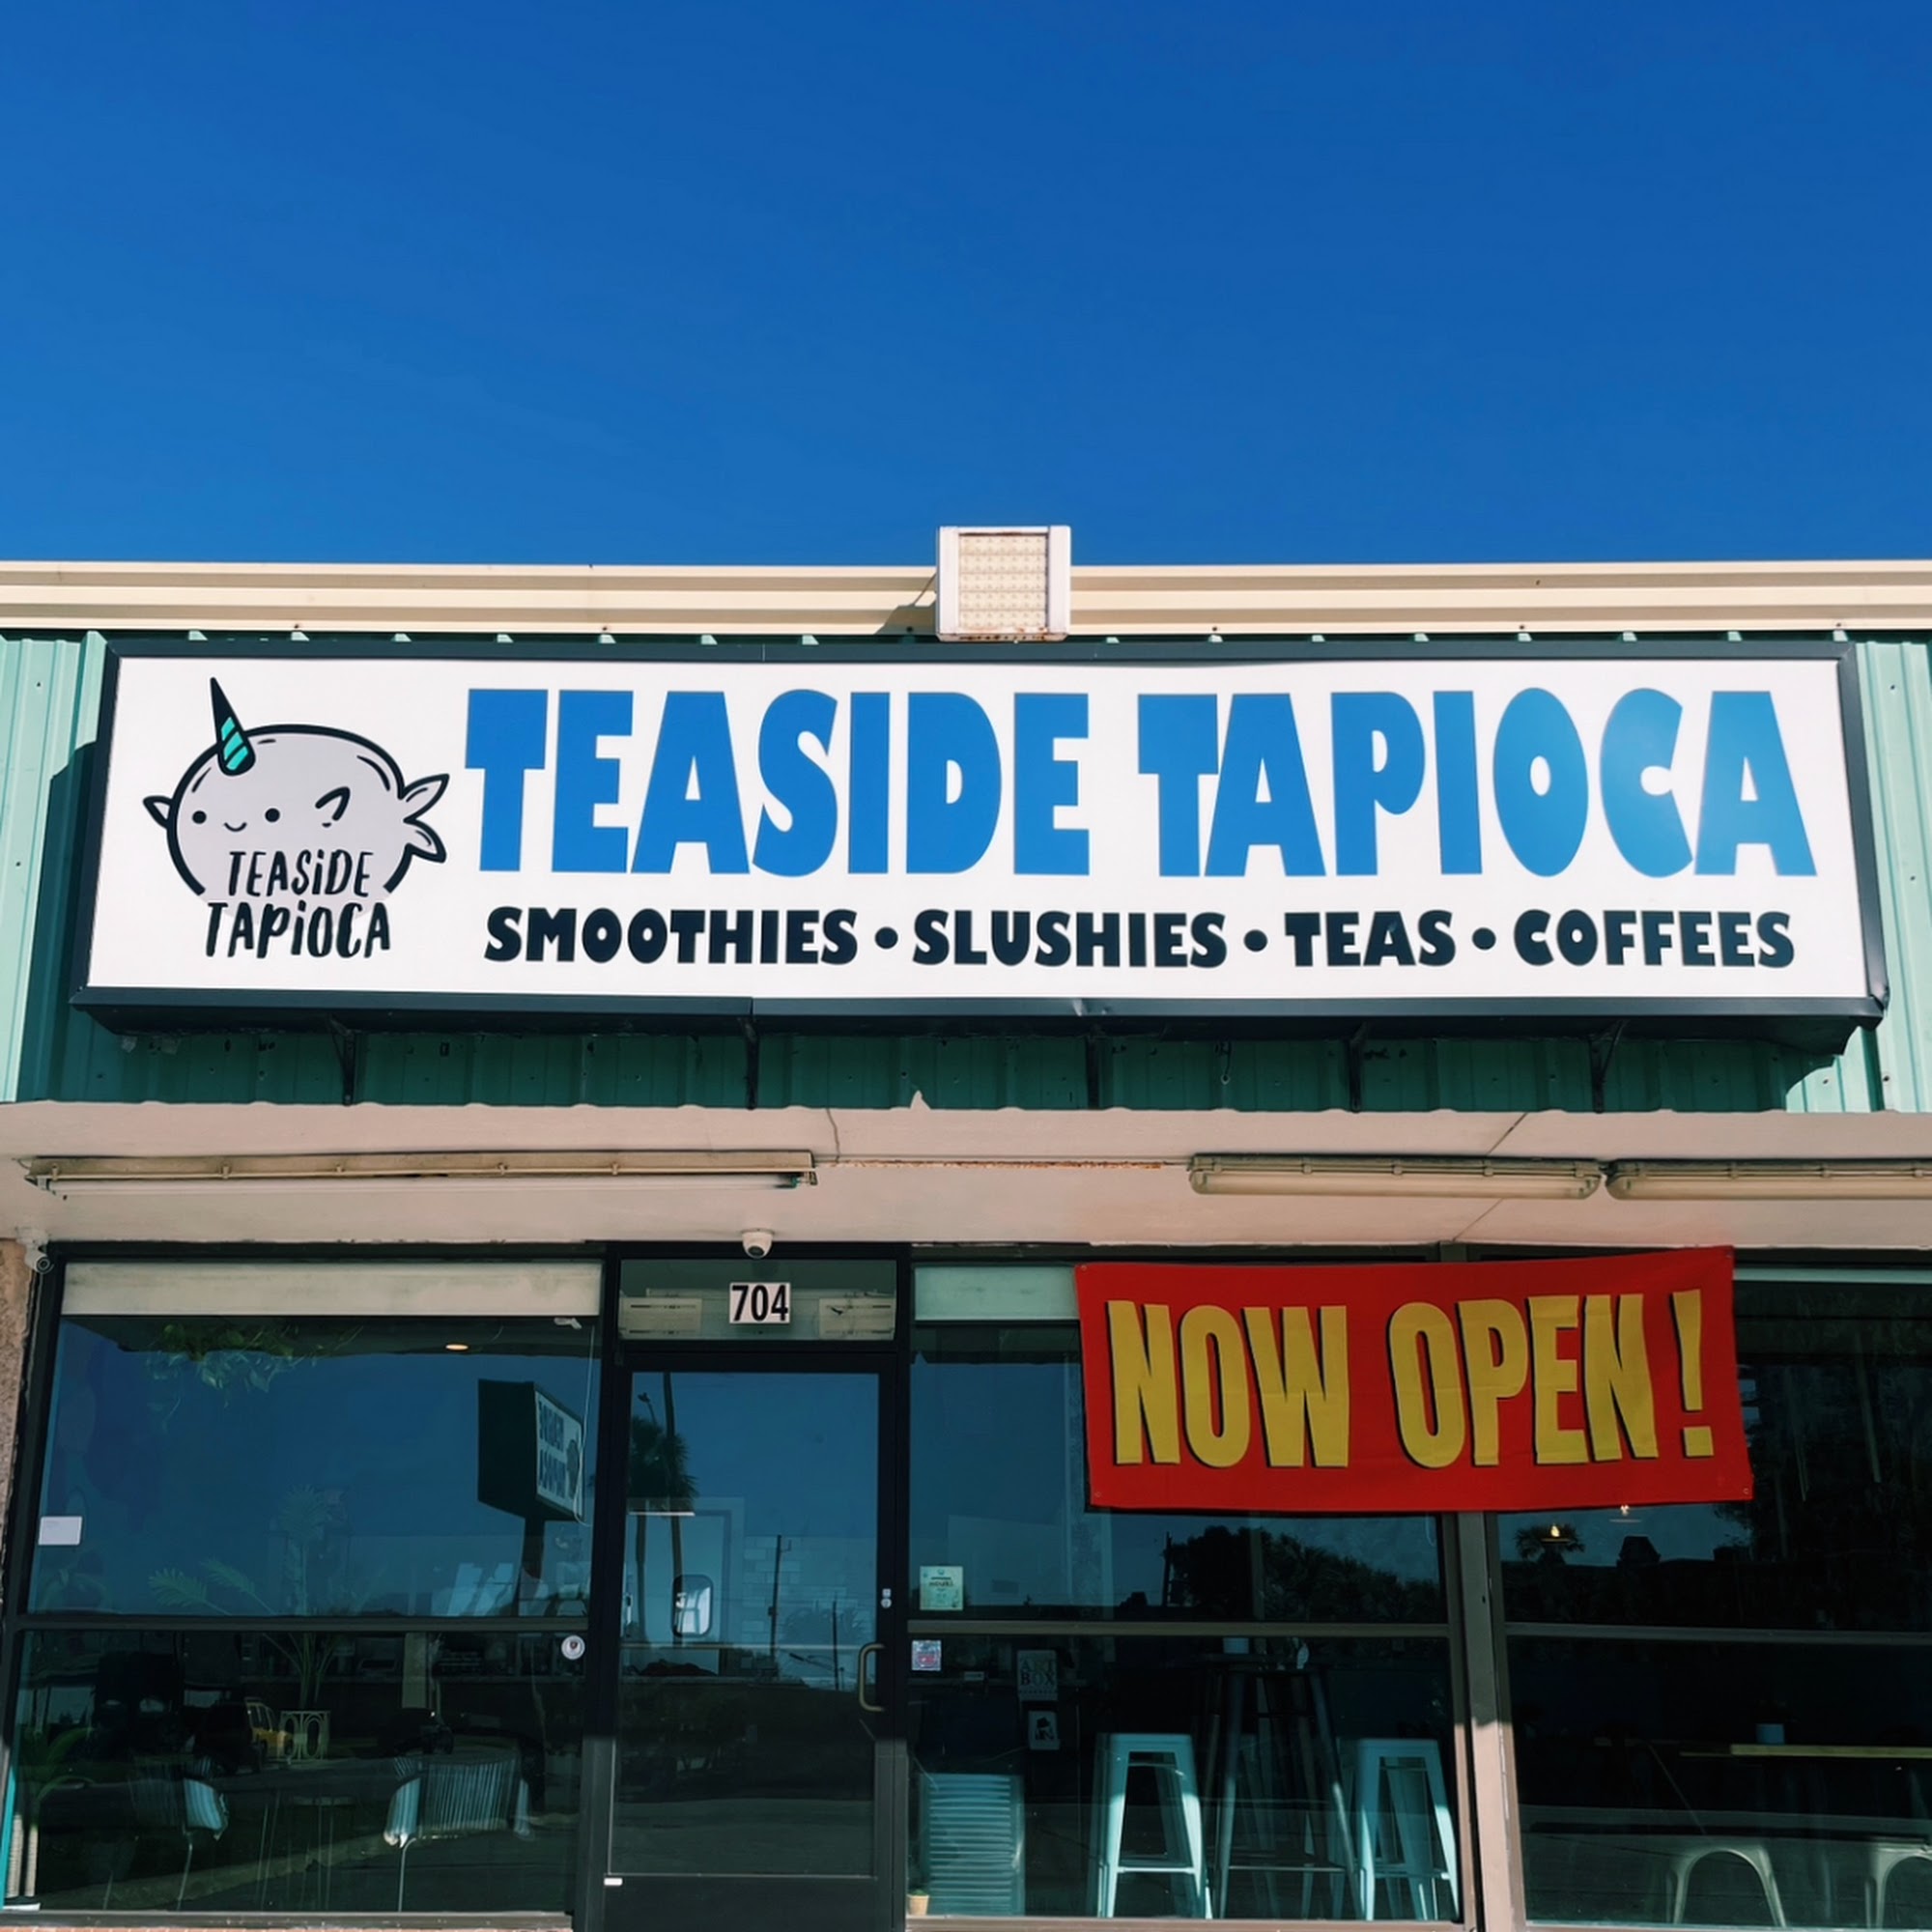 TEASIDE TAPIOCA
TEASiDE
TAPiOCA
SMOOTHIES • SLUSHIES • TEAS • COFFEES
704
NOW OPEN!